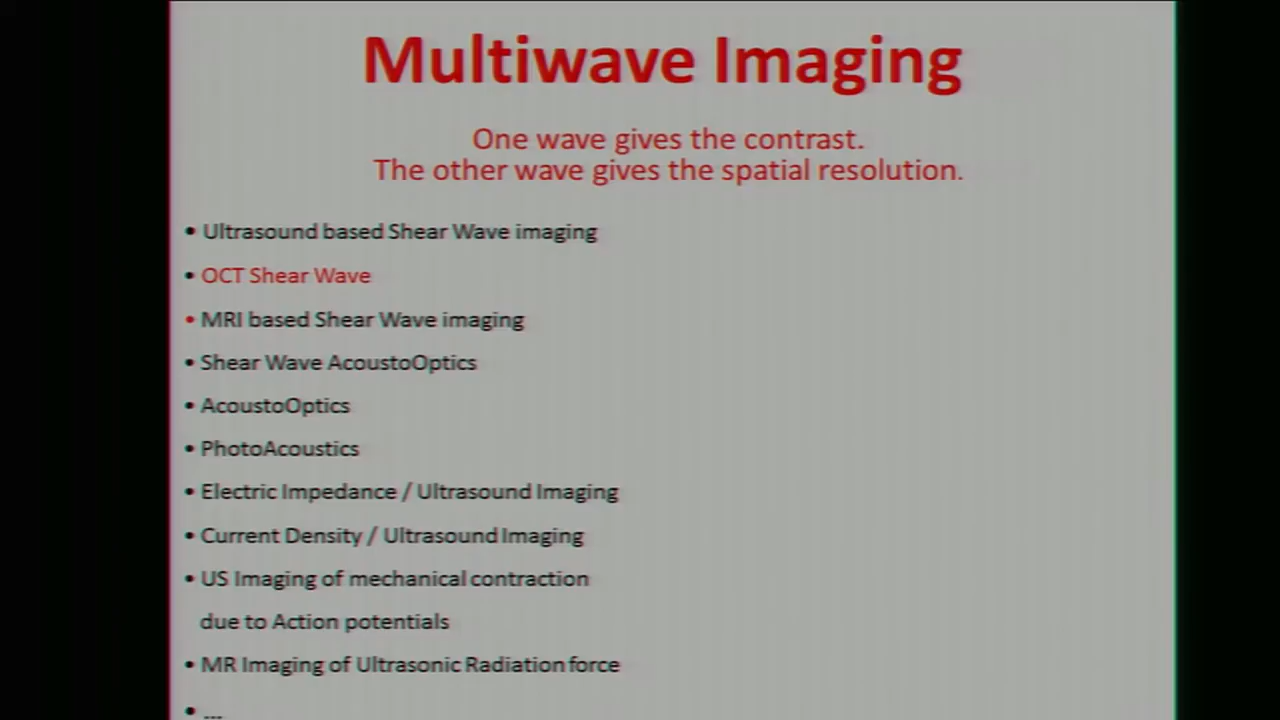 Multiwave Imaging
One wave gives the contrast.
The other wave gives the spatial resolution.
• Ultrasound based Shear Wave imaging
• OCT Shear Wave
• MRI based Shear Wave imaging
• Shear Wave AcoustoOptics
• AcoustoOptics
• PhotoAcoustics
• Electric Impedance / Ultrasound Imaging
• Current Density / Ultrasound Imaging
• US Imaging of mechanical contraction
due to Action potentials
• MR Imaging of Ultrasonic Radiation force
• ...